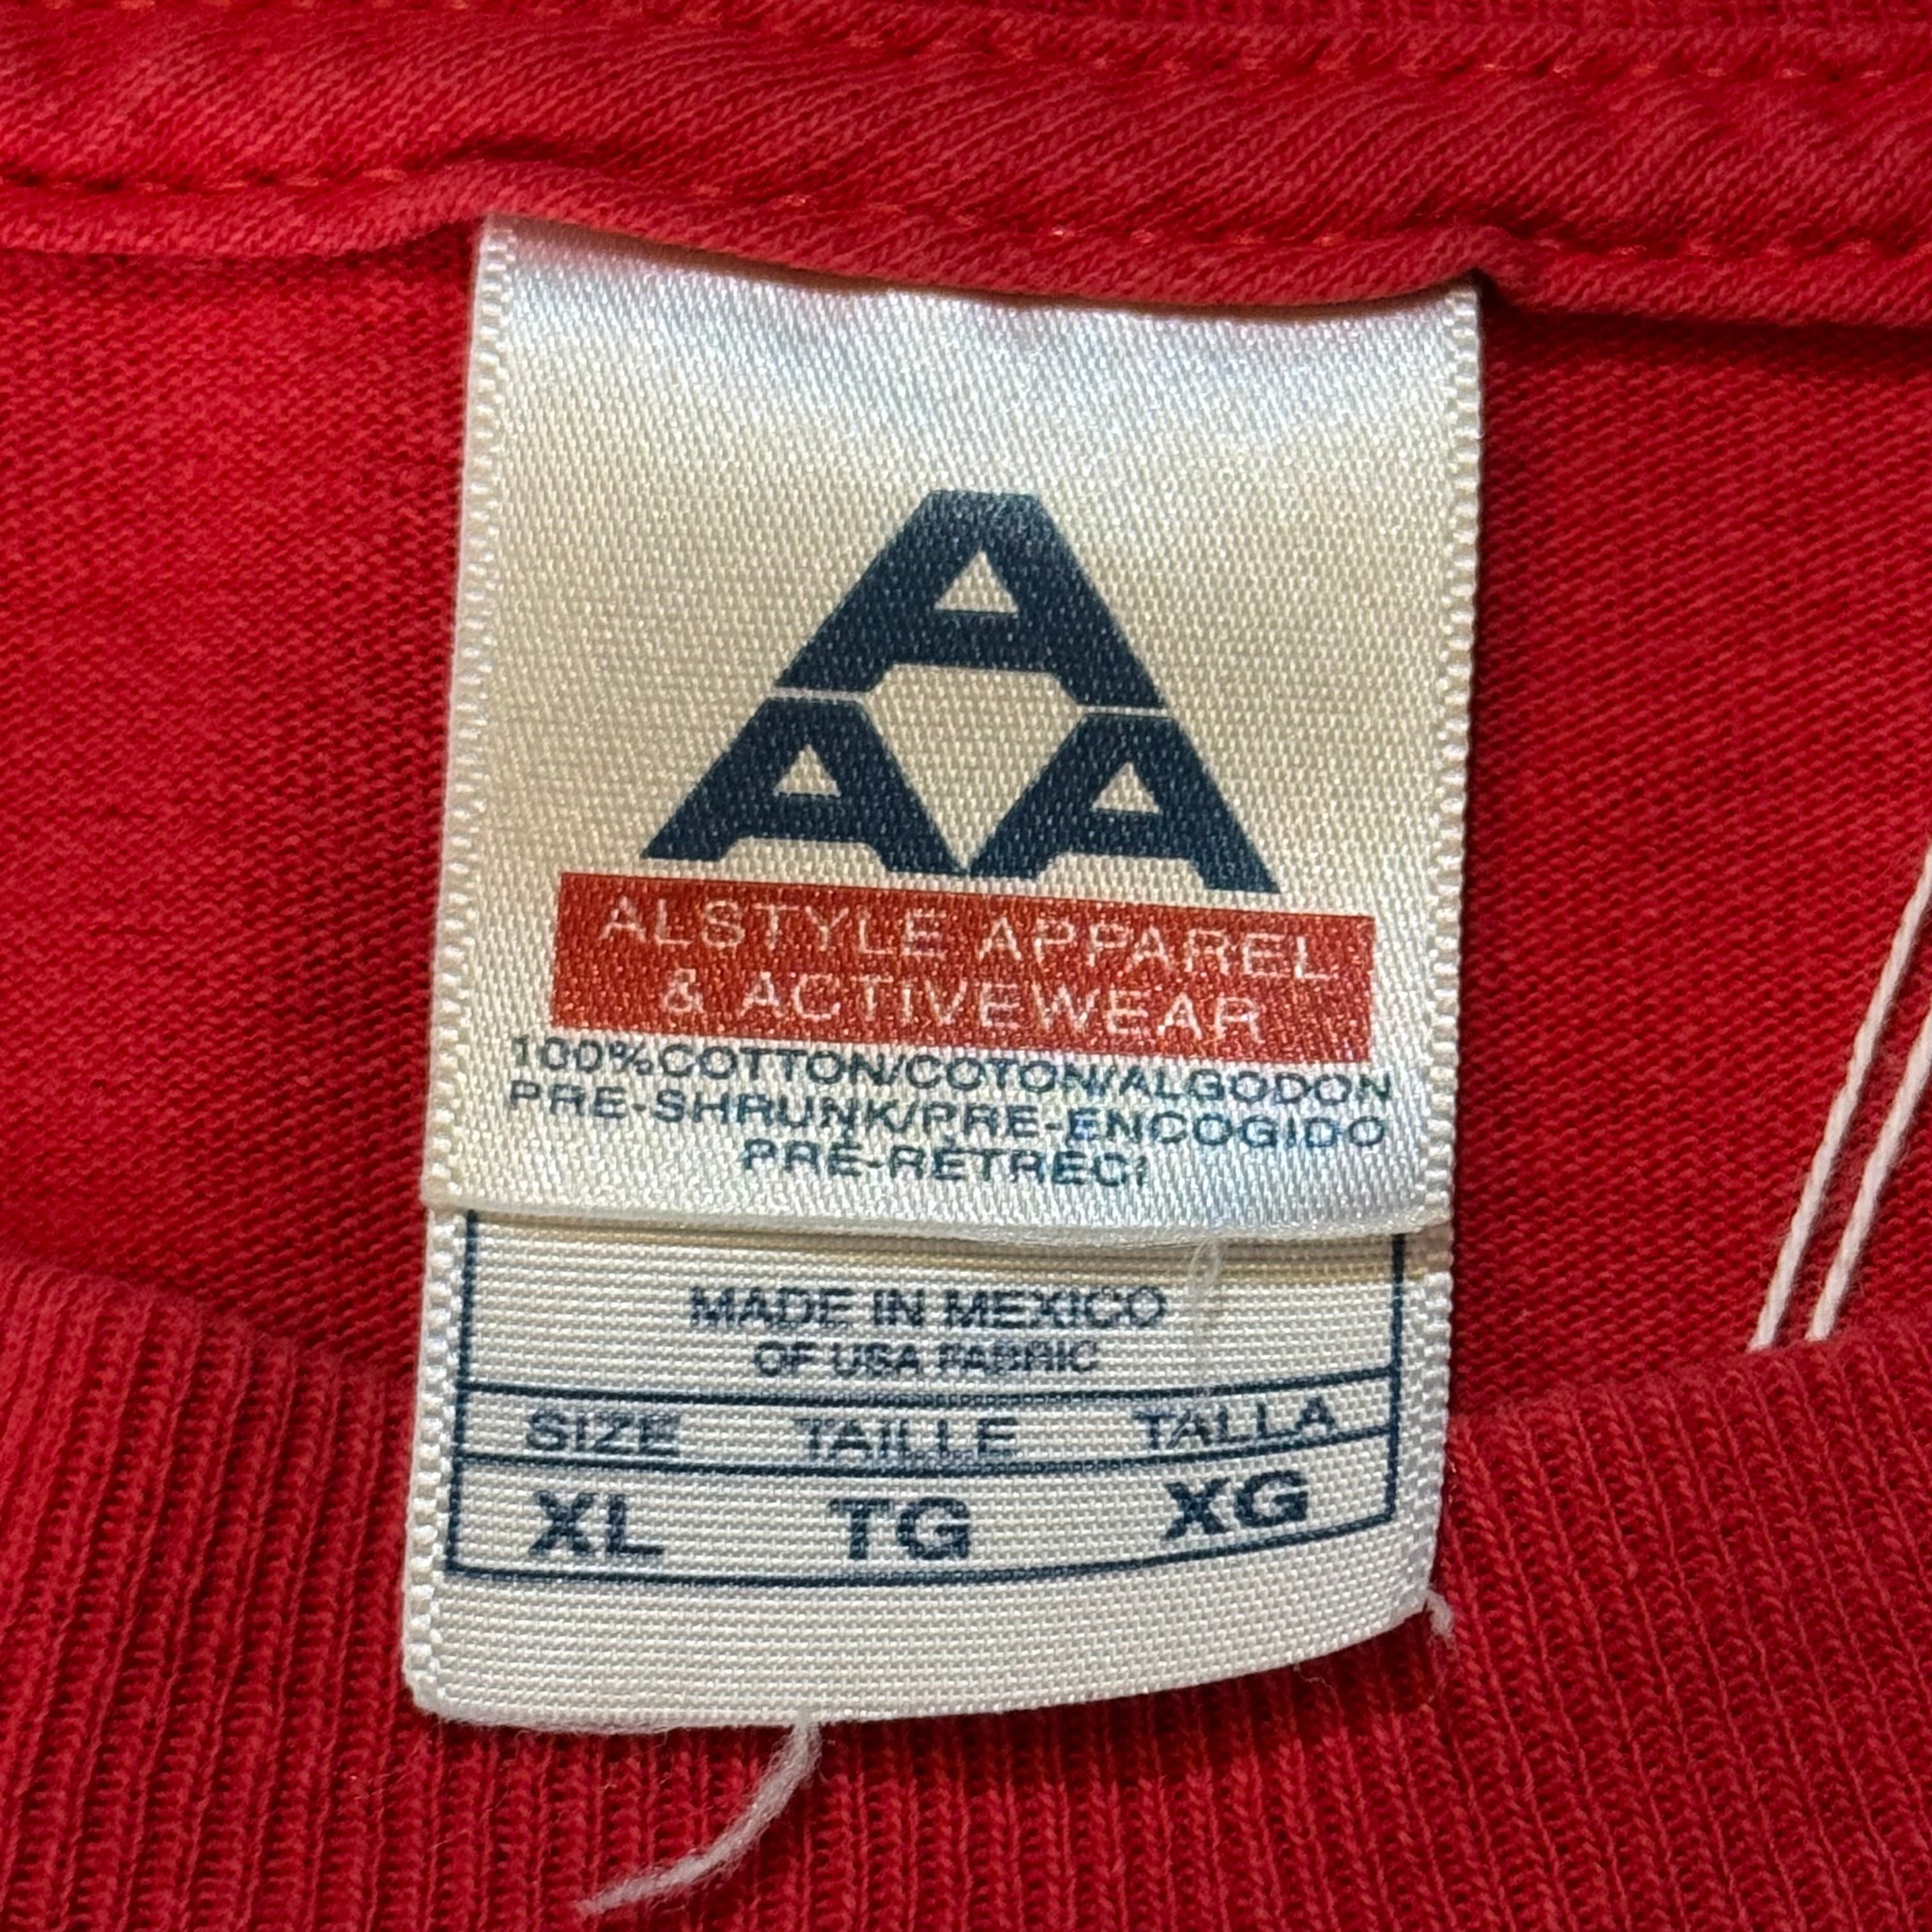 A
AA
ALSTYLE APPAREL
& ACTIVEWEAR
100%COTTON/COTON/ALGODON
PRE-SHRUNK/PRE-ENCOGIDO
PRÉ-RÉTRÉCI
MADE IN MEXICO
OF USA FABRIC
SIZE TAILLE TALLA
XL TG XG